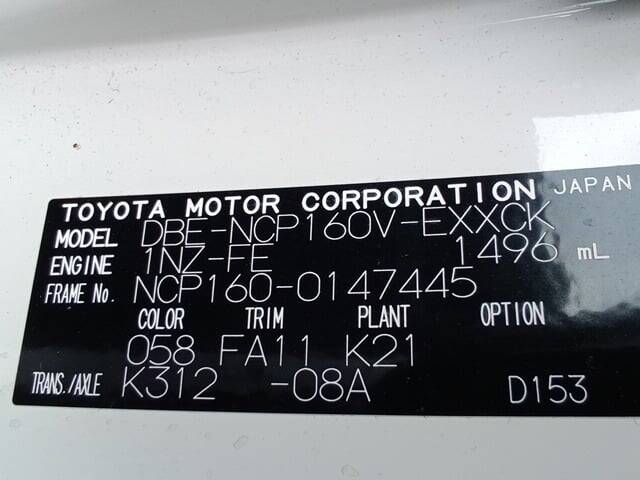 TOYOTA MOTOR CORPORATION JAPAN
MODEL DBE-NCP160V-EXXCK
ENGINE 1NZ-FE 1496 mL
FRAME No. NCP160-0147445
COLOR TRIM PLANT OPTION
058 FA11 K21
TRANS./AXLE K312 -08A D153